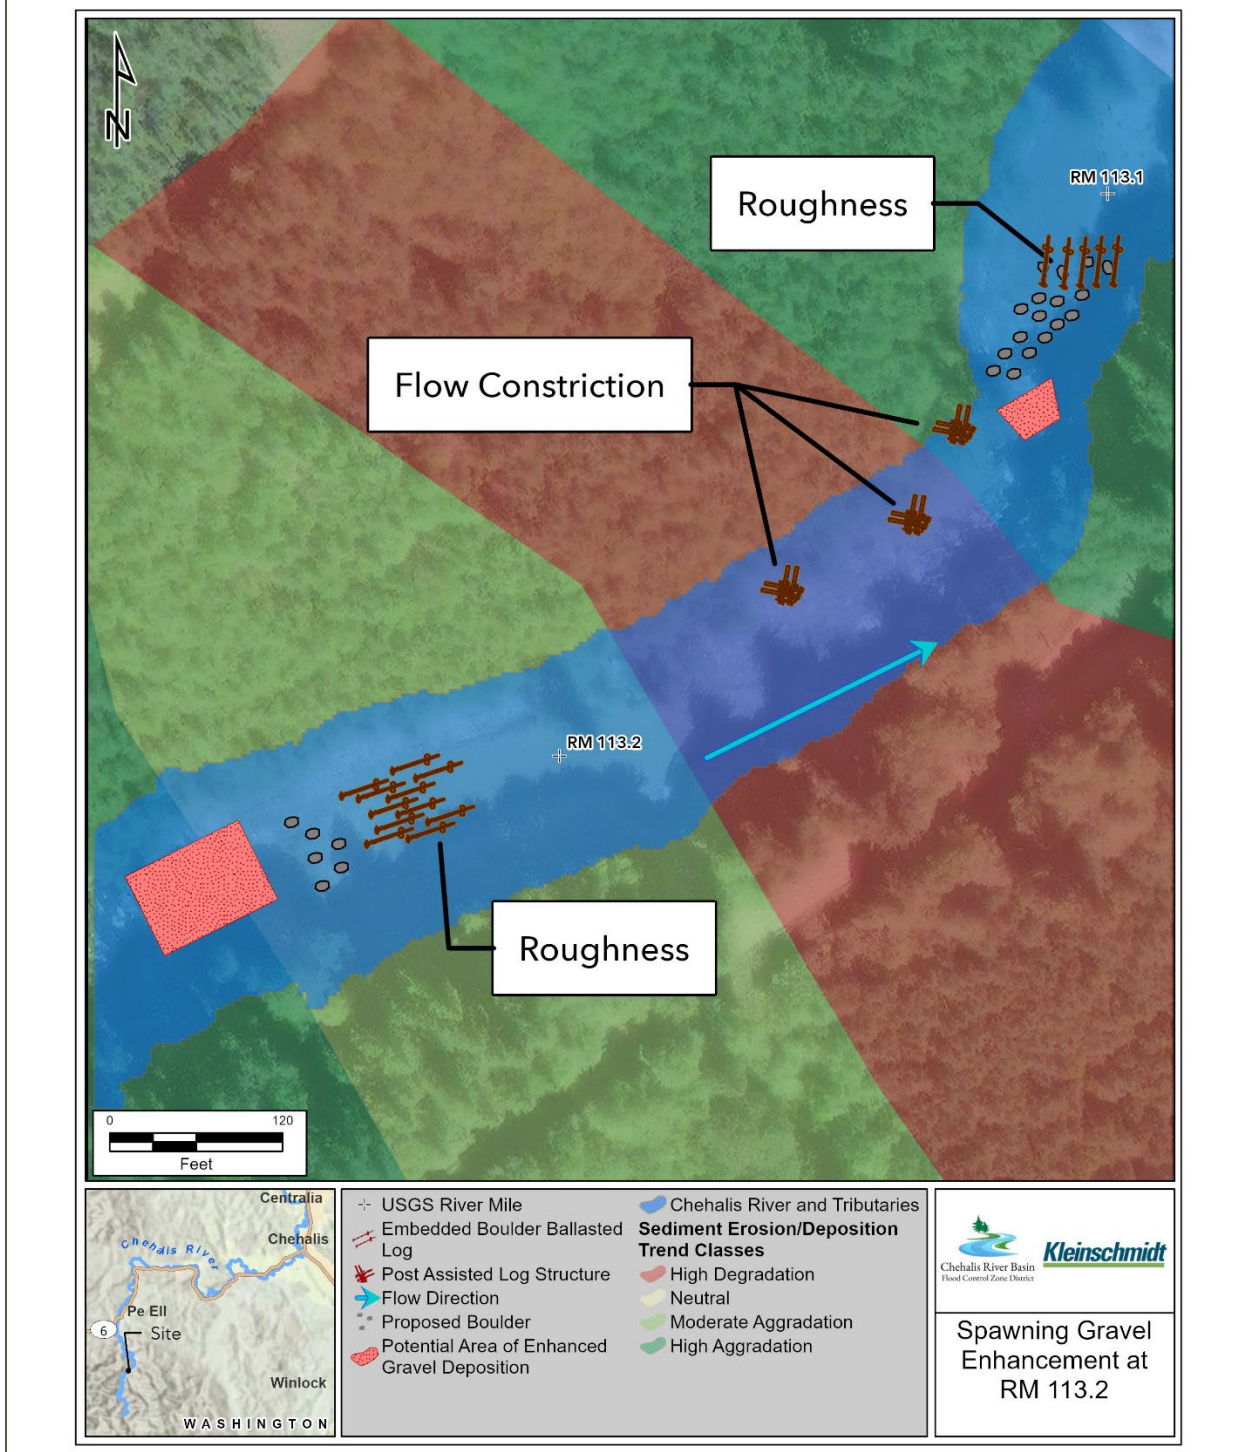 N
RM 113.1
Roughness
Flow Constriction
RM 113.2
Roughness
0 120
Feet
Centralia
Chehalis
Chehalis River
Pe Ell
6
Site
Winlock
WASHINGTON
USGS River Mile
Embedded Boulder Ballasted
Log
Post Assisted Log Structure
Flow Direction
Proposed Boulder
Potential Area of Enhanced
Gravel Deposition
Chehalis River and Tributaries
Sediment Erosion/Deposition
Trend Classes
High Degradation
Neutral
Moderate Aggradation
High Aggradation
Chehalis River Basin
Flood Control Zone District
Kleinschmidt
Spawning Gravel
Enhancement at
RM 113.2